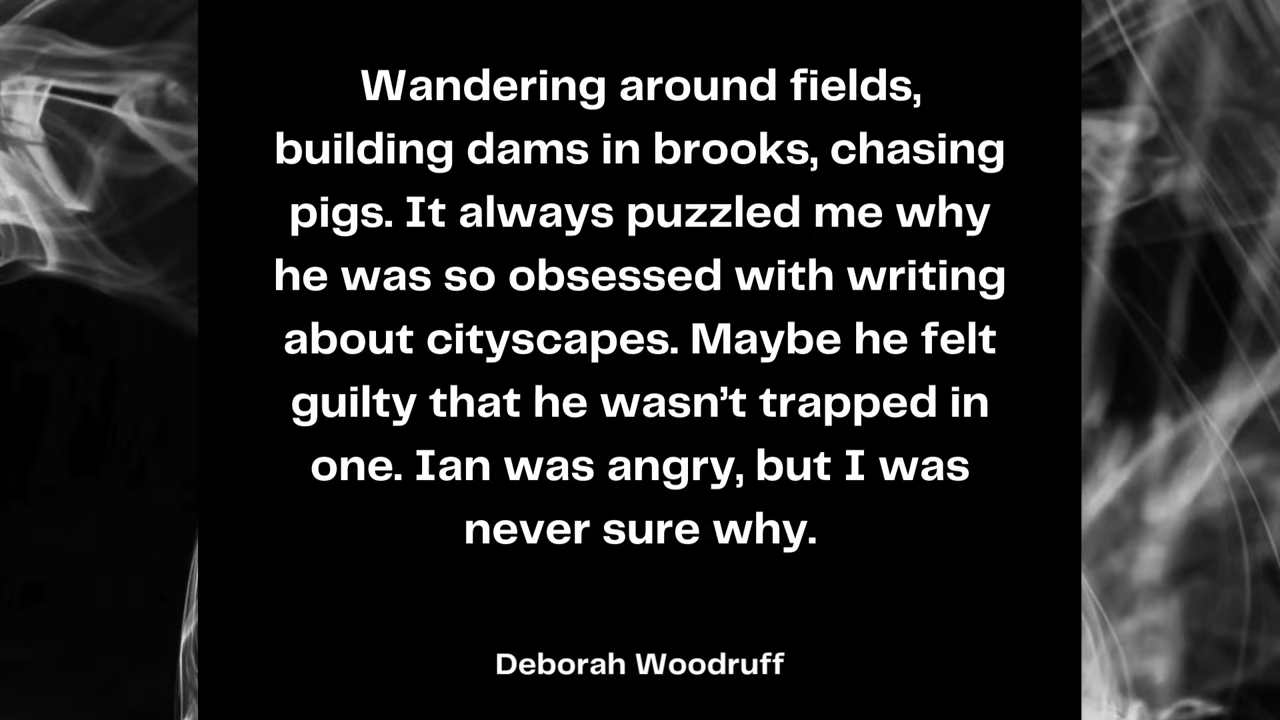 Wandering around fields,
building dams in brooks, chasing
pigs. It always puzzled me why
he was so obsessed with writing
about cityscapes. Maybe he felt
guilty that he wasn’t trapped in
one. Ian was angry, but I was
never sure why.
Deborah Woodruff